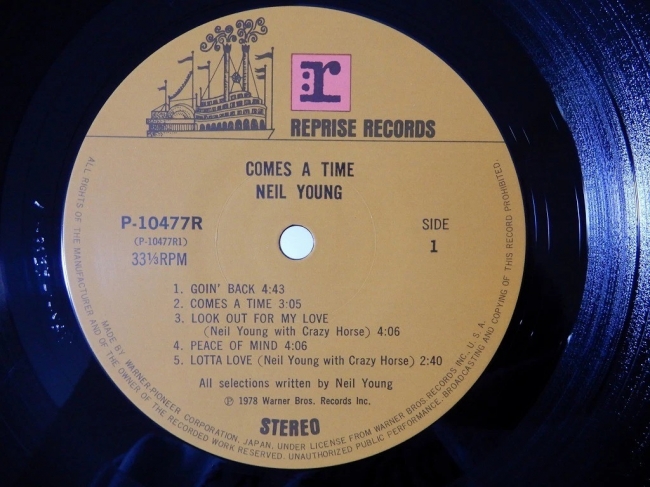 r
REPRISE RECORDS
COMES A TIME
NEIL YOUNG
P-10477R
(P-10477R1)
33⅓RPM
SIDE
1
1. GOIN' BACK 4:43
2. COMES A TIME 3:05
3. LOOK OUT FOR MY LOVE
(Neil Young with Crazy Horse) 4:06
4. PEACE OF MIND 4:06
5. LOTTA LOVE (Neil Young with Crazy Horse) 2:40
All selections written by Neil Young
Ⓟ 1978 Warner Bros. Records Inc.
STEREO
MADE BY WARNER-PIONEER CORPORATION, JAPAN, UNDER LICENSE FROM WARNER BROS. RECORDS INC., U.S.A.
ALL RIGHTS OF THE MANUFACTURER AND OF THE OWNER OF THE RECORDED WORK RESERVED. UNAUTHORIZED PUBLIC PERFORMANCE, BROADCASTING AND COPYING OF THIS RECORD PROHIBITED.